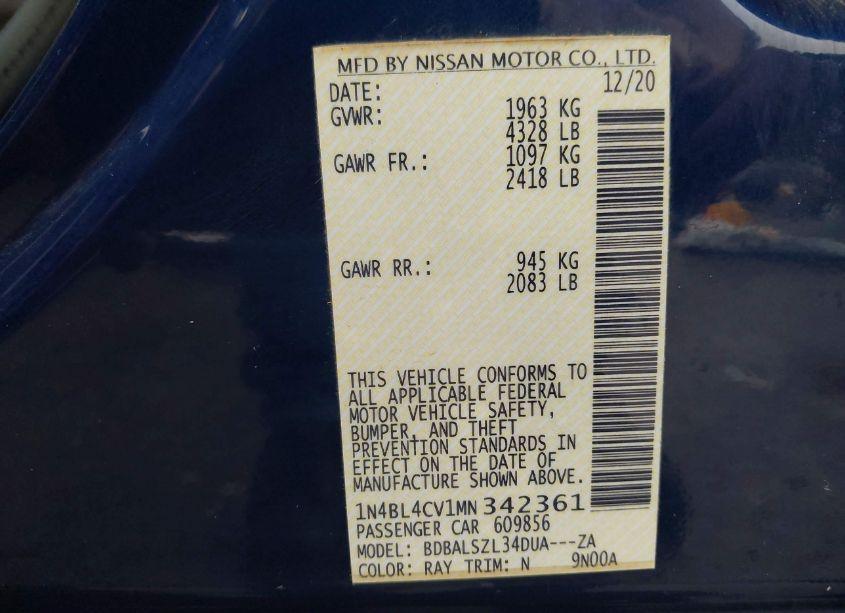 MFD BY NISSAN MOTOR CO., LTD.
DATE: 12/20
GVWR: 1963 KG
4328 LB
GAWR FR.: 1097 KG
2418 LB
GAWR RR.: 945 KG
2083 LB
THIS VEHICLE CONFORMS TO
ALL APPLICABLE FEDERAL
MOTOR VEHICLE SAFETY,
BUMPER, AND THEFT
PREVENTION STANDARDS IN
EFFECT ON THE DATE OF
MANUFACTURE SHOWN ABOVE.
1N4BL4CV1MN342361
PASSENGER CAR 609856
MODEL: BDBALSZL34DUA---ZA
COLOR: RAY TRIM: N 9N00A